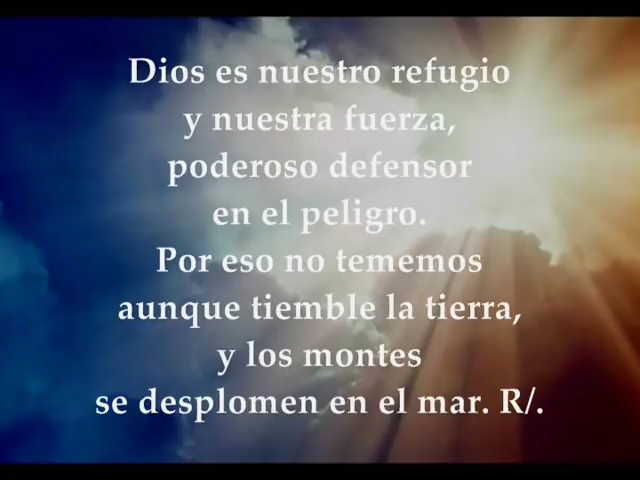 Dios es nuestro refugio
y nuestra fuerza,
poderoso defensor
en el peligro.
Por eso no tememos
aunque tiemble la tierra,
y los montes
se desplomen en el mar. R/.